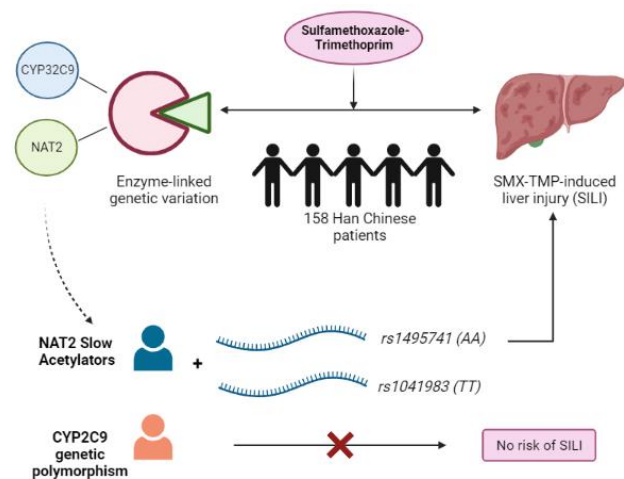 Sulfamethoxazole-
Trimethoprim
CYP32C9
NAT2
Enzyme-linked
genetic variation
158 Han Chinese
patients
SMX-TMP-induced
liver injury (SILI)
NAT2 Slow
Acetylators
+
rs1495741 (AA)
rs1041983 (TT)
CYP2C9
genetic
polymorphism
No risk of SILI